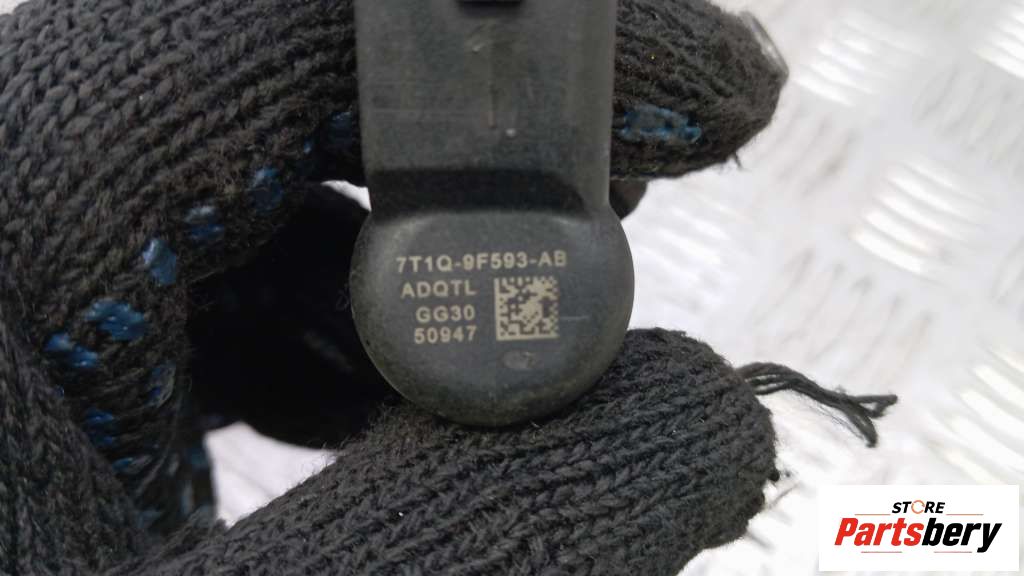 7T1Q-9F593-AB
ADQTL
GG30
50947
STORE
Partsbery